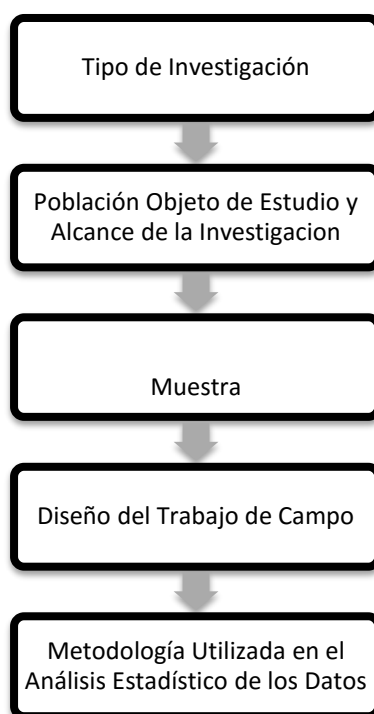 Tipo de Investigación
Población Objeto de Estudio y
Alcance de la Investigacion
Muestra
Diseño del Trabajo de Campo
Metodología Utilizada en el
Análisis Estadístico de los Datos